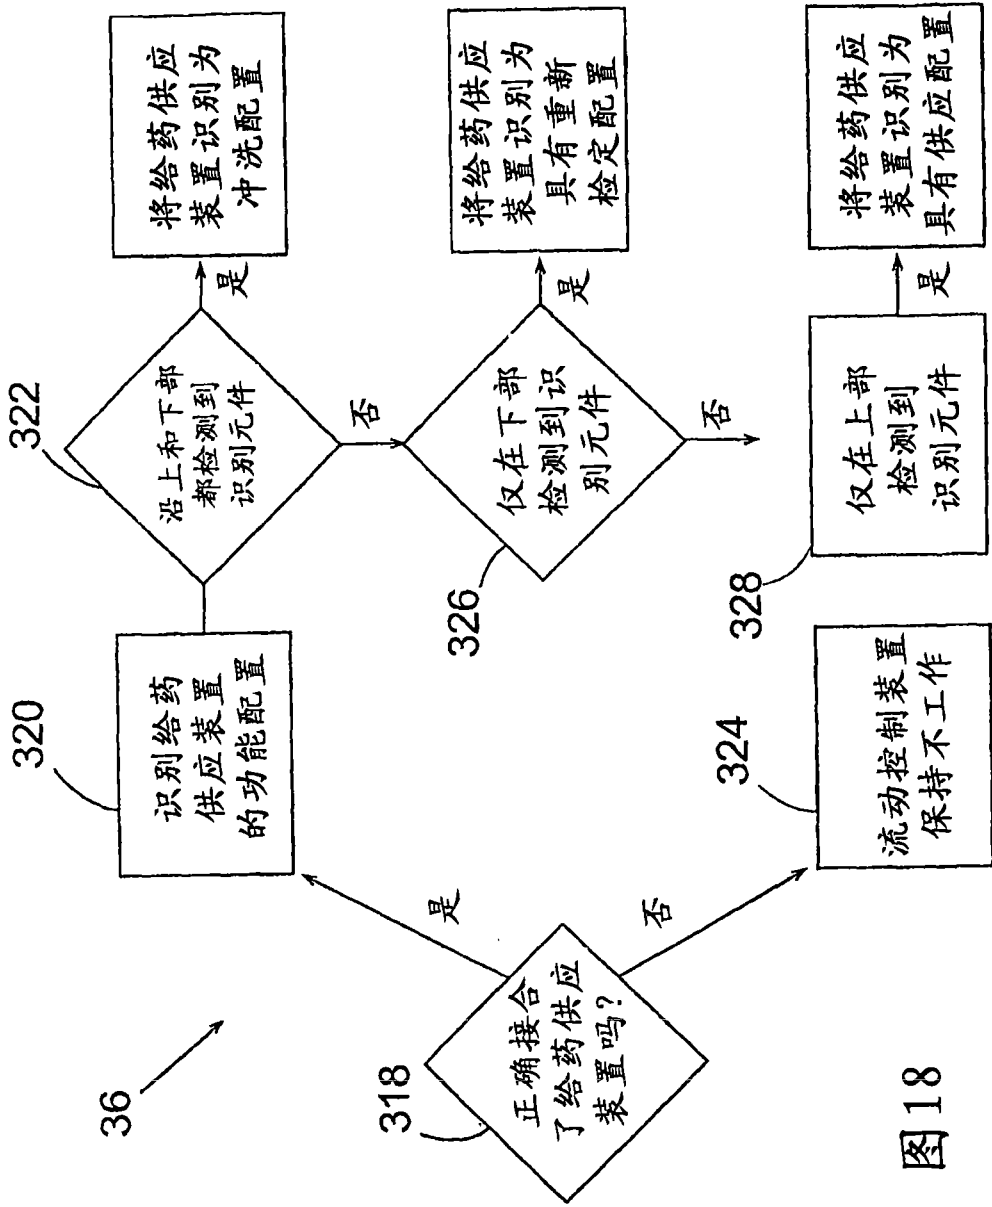 36
318
正确接合
了给药供应
装置吗?
是
否
320
识别给药
供应装置
的功能配置
324
流动控制装置
保持不工作
322
沿上和下部
都检测到
识别元件
是
否
将给药供应
装置识别为
冲洗配置
326
仅在下部
检测到识
别元件
是
否
将给药供应
装置识别为
具有重新
检定配置
328
仅在上部
检测到
识别元件
是
将给药供应
装置识别为
具有供应配置
图18